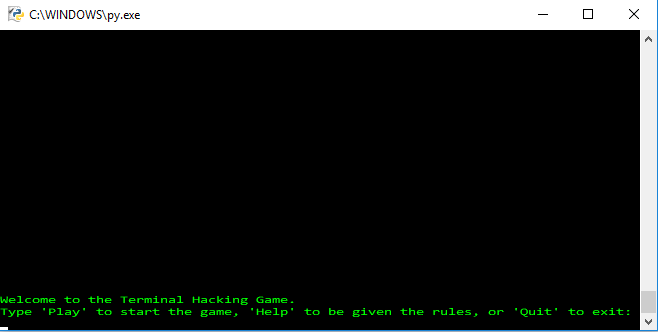 C:\WINDOWS\py.exe
Welcome to the Terminal Hacking Game.
Type 'Play' to start the game, 'Help' to be given the rules, or 'Quit' to exit: